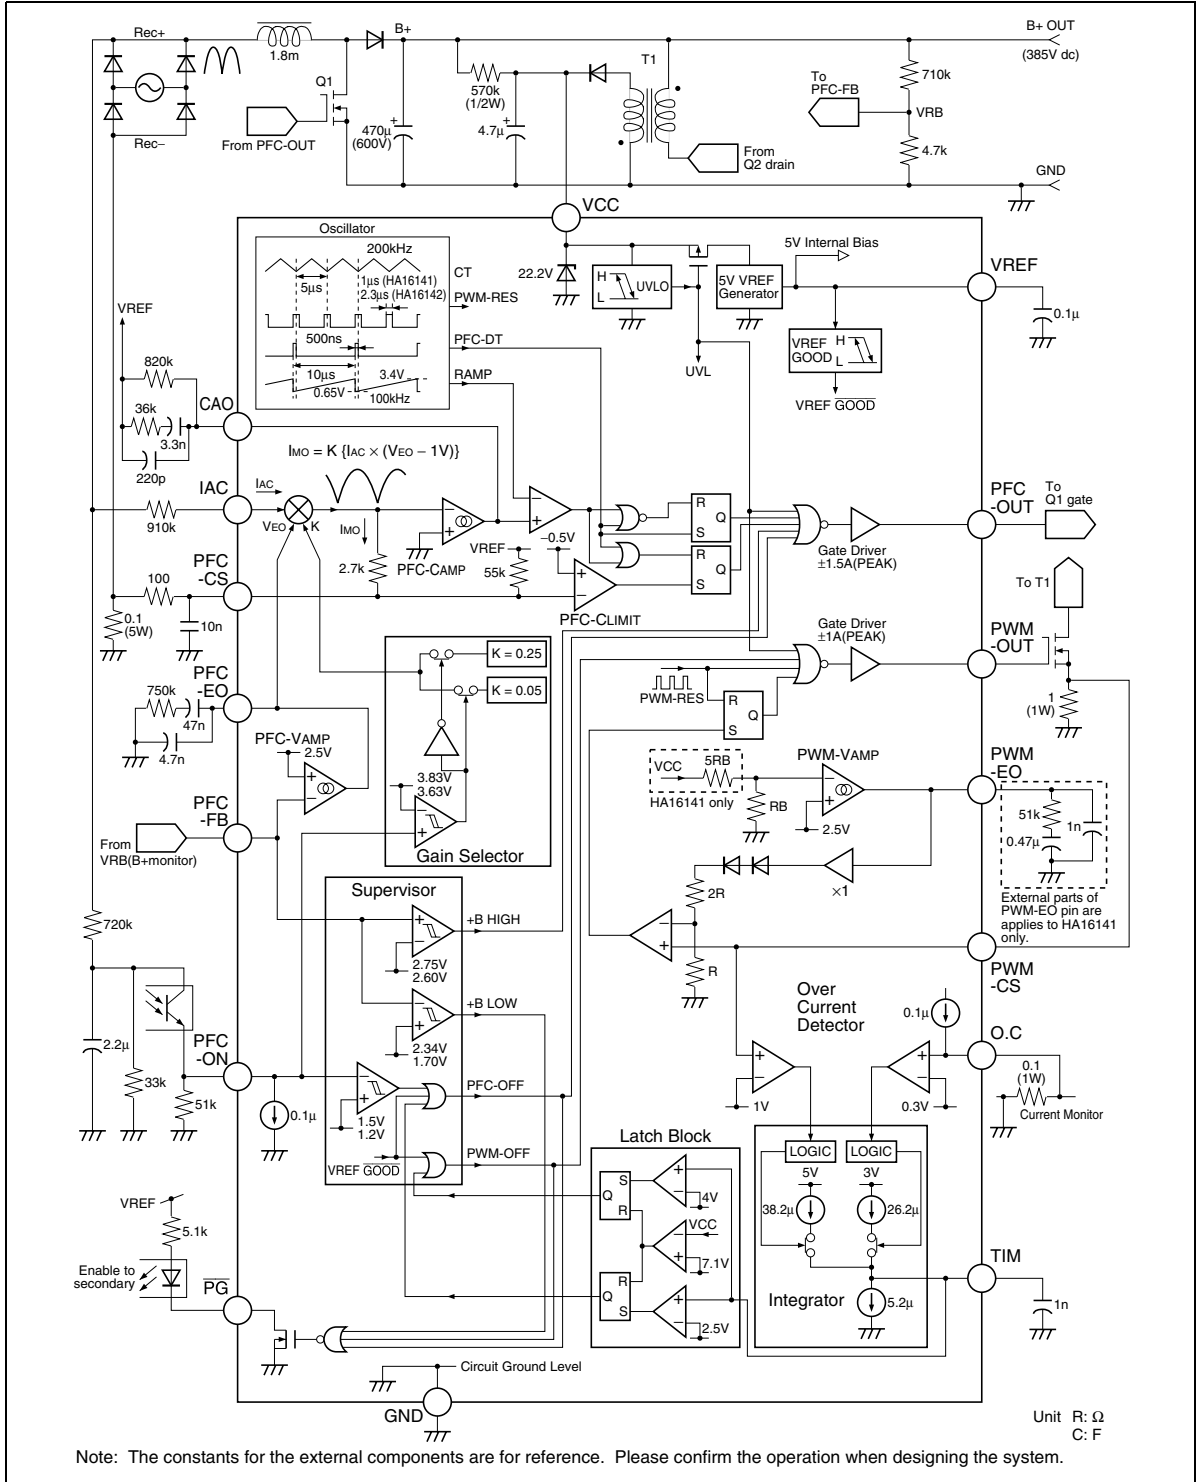 Rec+
1.8m
B+
B+ OUT
(385V dc)
T1
Q1
570k
(1/2W)
To
PFC-FB
710k
VRB
Rec−
From PFC-OUT
470µ
(600V)
4.7µ
From
Q2 drain
4.7k
GND
VCC
Oscillator
200kHz
5µs
1µs (HA16141)
2.3µs (HA16142)
CT
PWM-RES
500ns
PFC-DT
10µs
3.4V
0.65V
100kHz
RAMP
22.2V
H
L
UVLO
5V VREF
Generator
5V Internal Bias
VREF
0.1µ
VREF
GOOD
H
L
UVL
VREF GOOD
VREF
820k
36k
3.3n
220p
CAO
IMO = K {IAC × (VEO − 1V)}
IAC
IAC
910k
VEO
K
IMO
2.7k
PFC-CAMP
VREF
55k
−0.5V
PFC-CLIMIT
R
Q
S
R
Q
S
Gate Driver
±1.5A(PEAK)
PFC
-OUT
To
Q1 gate
PFC
-CS
100
0.1
(5W)
10n
To T1
Gate Driver
±1A(PEAK)
PWM
-OUT
1
(1W)
PFC
-EO
750k
47n
4.7n
K = 0.25
K = 0.05
PWM-RES
R
Q
S
PFC-VAMP
2.5V
3.83V
3.63V
Gain Selector
VCC
5RB
HA16141 only
RB
PWM-VAMP
2.5V
PWM
-EO
51k
0.47µ
1n
External parts of
PWM-EO pin are
applies to HA16141
only.
PFC
-FB
From
VRB(B+monitor)
×1
2R
R
PWM
-CS
720k
Supervisor
+B HIGH
2.75V
2.60V
+B LOW
2.34V
1.70V
Over
Current
Detector
0.1µ
O.C
0.1
(1W)
Current Monitor
1V
0.3V
2.2µ
33k
51k
PFC
-ON
0.1µ
1.5V
1.2V
PFC-OFF
VREF GOOD
PWM-OFF
Latch Block
S
Q
R
4V
VCC
7.1V
R
Q
S
2.5V
LOGIC
LOGIC
5V
3V
38.2µ
26.2µ
Integrator
5.2µ
TIM
1n
VREF
5.1k
Enable to
secondary
PG
Circuit Ground Level
GND
Unit R: Ω
C: F
Note: The constants for the external components are for reference. Please confirm the operation when designing the system.